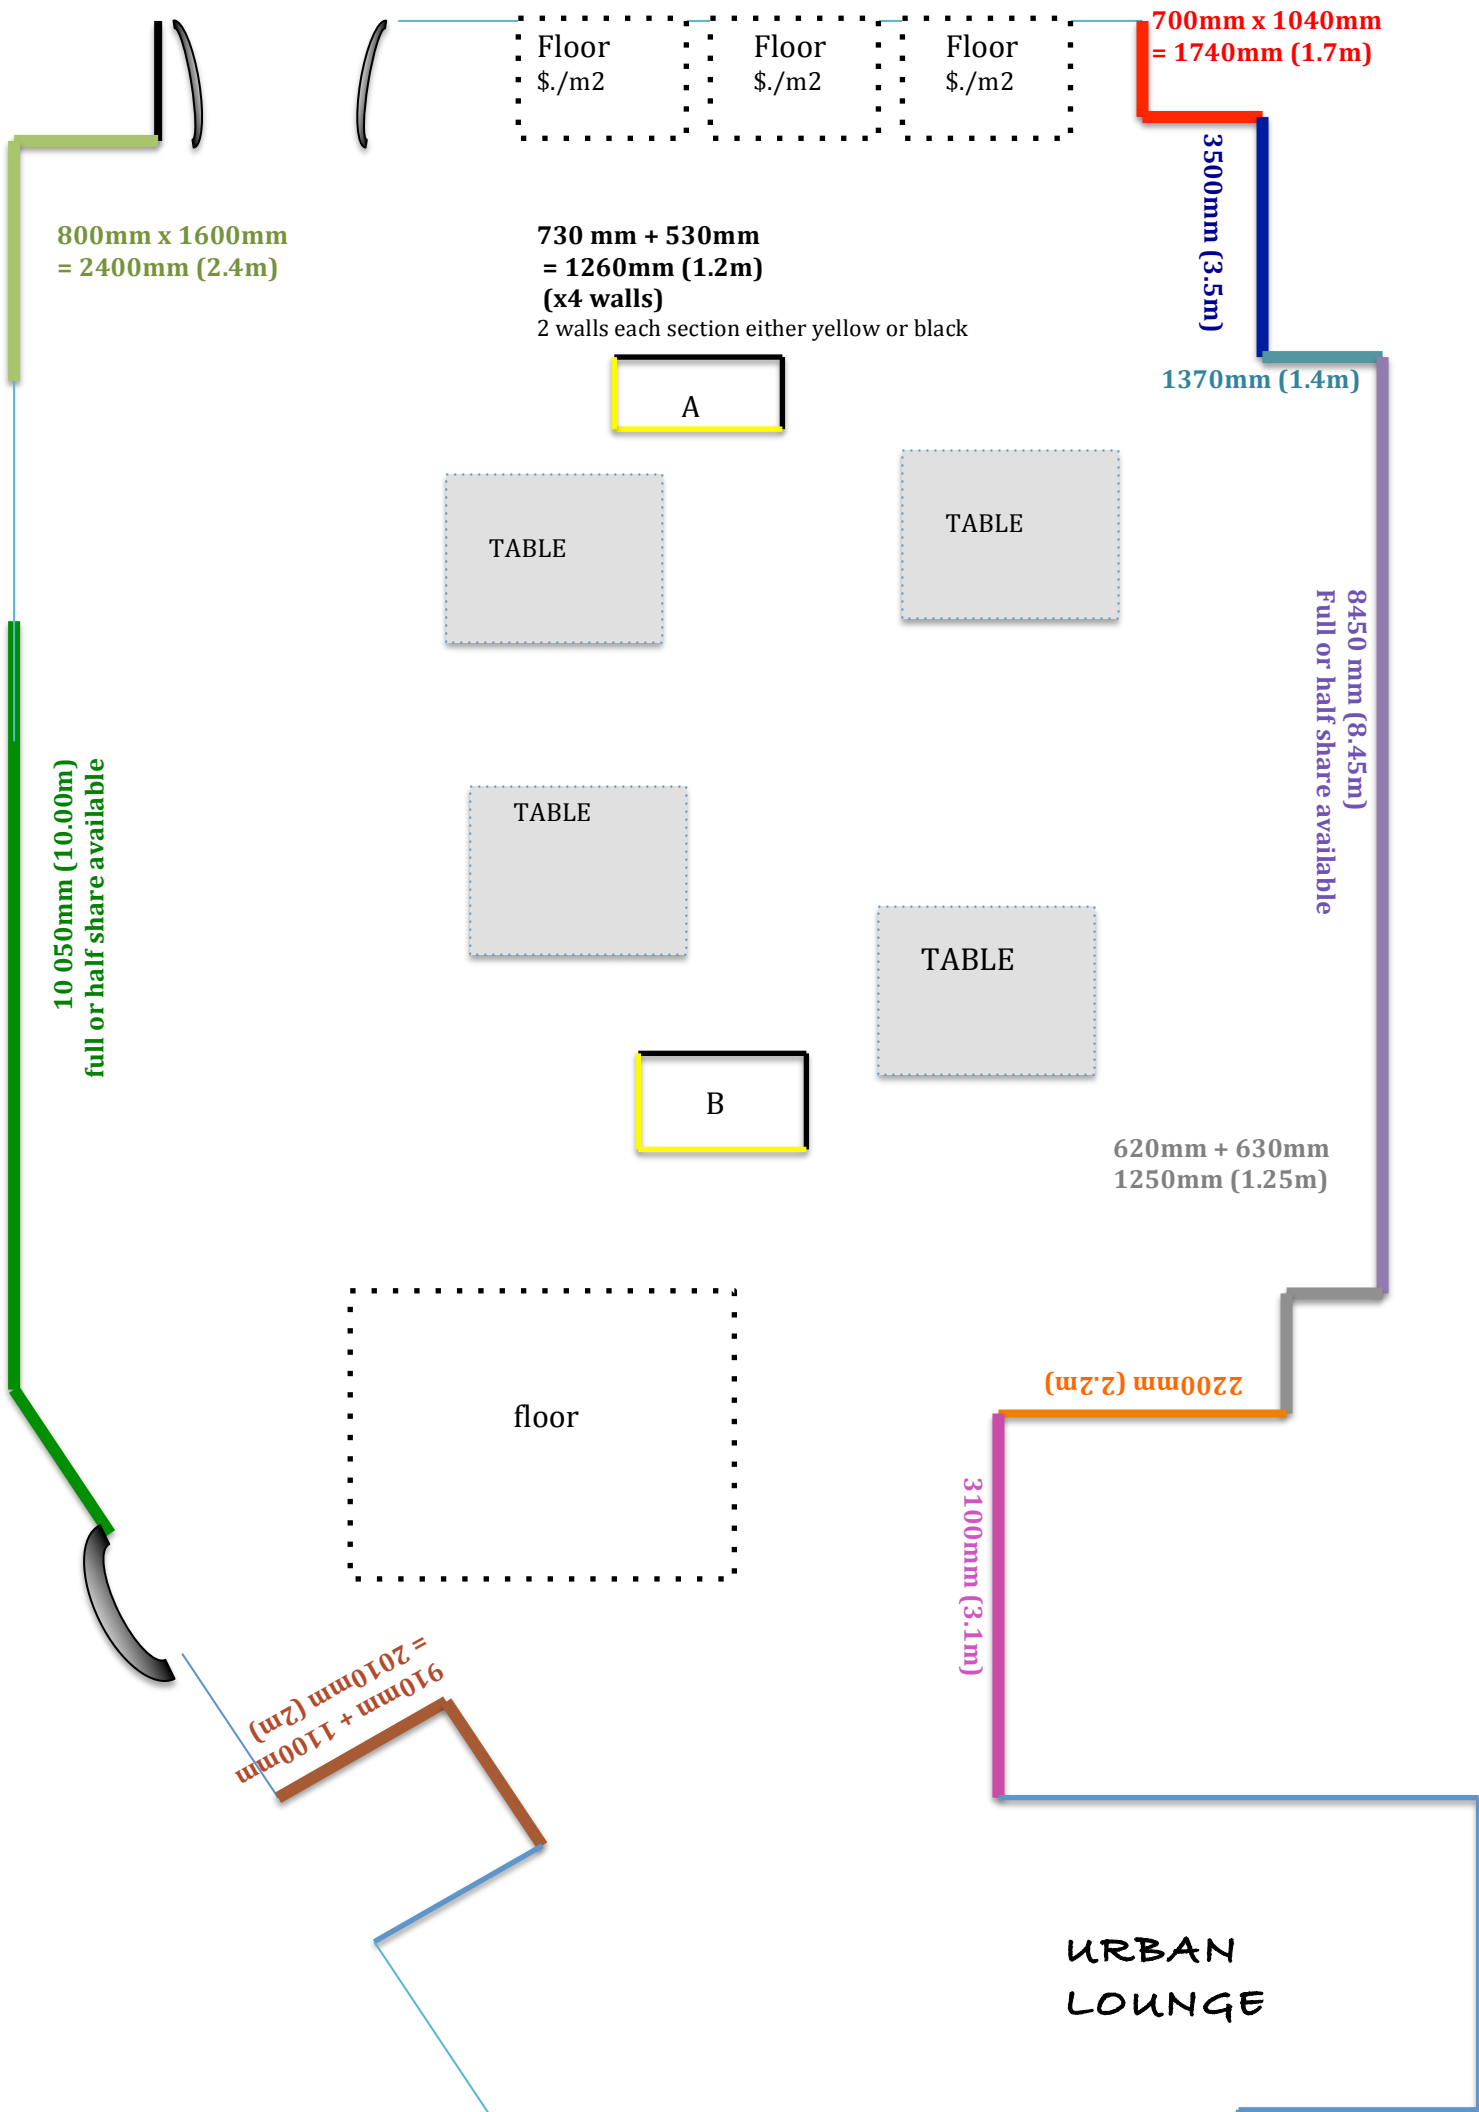 700mm x 1040mm
= 1740mm (1.7m)
Floor
$./m2
Floor
$./m2
Floor
$./m2
3500mm (3.5m)
800mm x 1600mm
= 2400mm (2.4m)
730 mm + 530mm
= 1260mm (1.2m)
(x4 walls)
2 walls each section either yellow or black
1370mm (1.4m)
A
TABLE
TABLE
8450 mm (8.45m)
Full or half share available
10 050mm (10.00m)
full or half share available
TABLE
TABLE
B
620mm + 630mm
1250mm (1.25m)
2200mm (2.2m)
floor
3100mm (3.1m)
910mm + 1100mm
= 2010mm (2m)
URBAN
LOUNGE